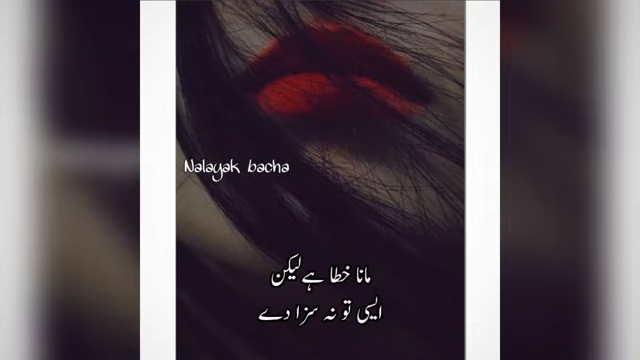 Nalayak bacha
مانا خطا ہے لیکن
ایسی تو نہ سزا دے